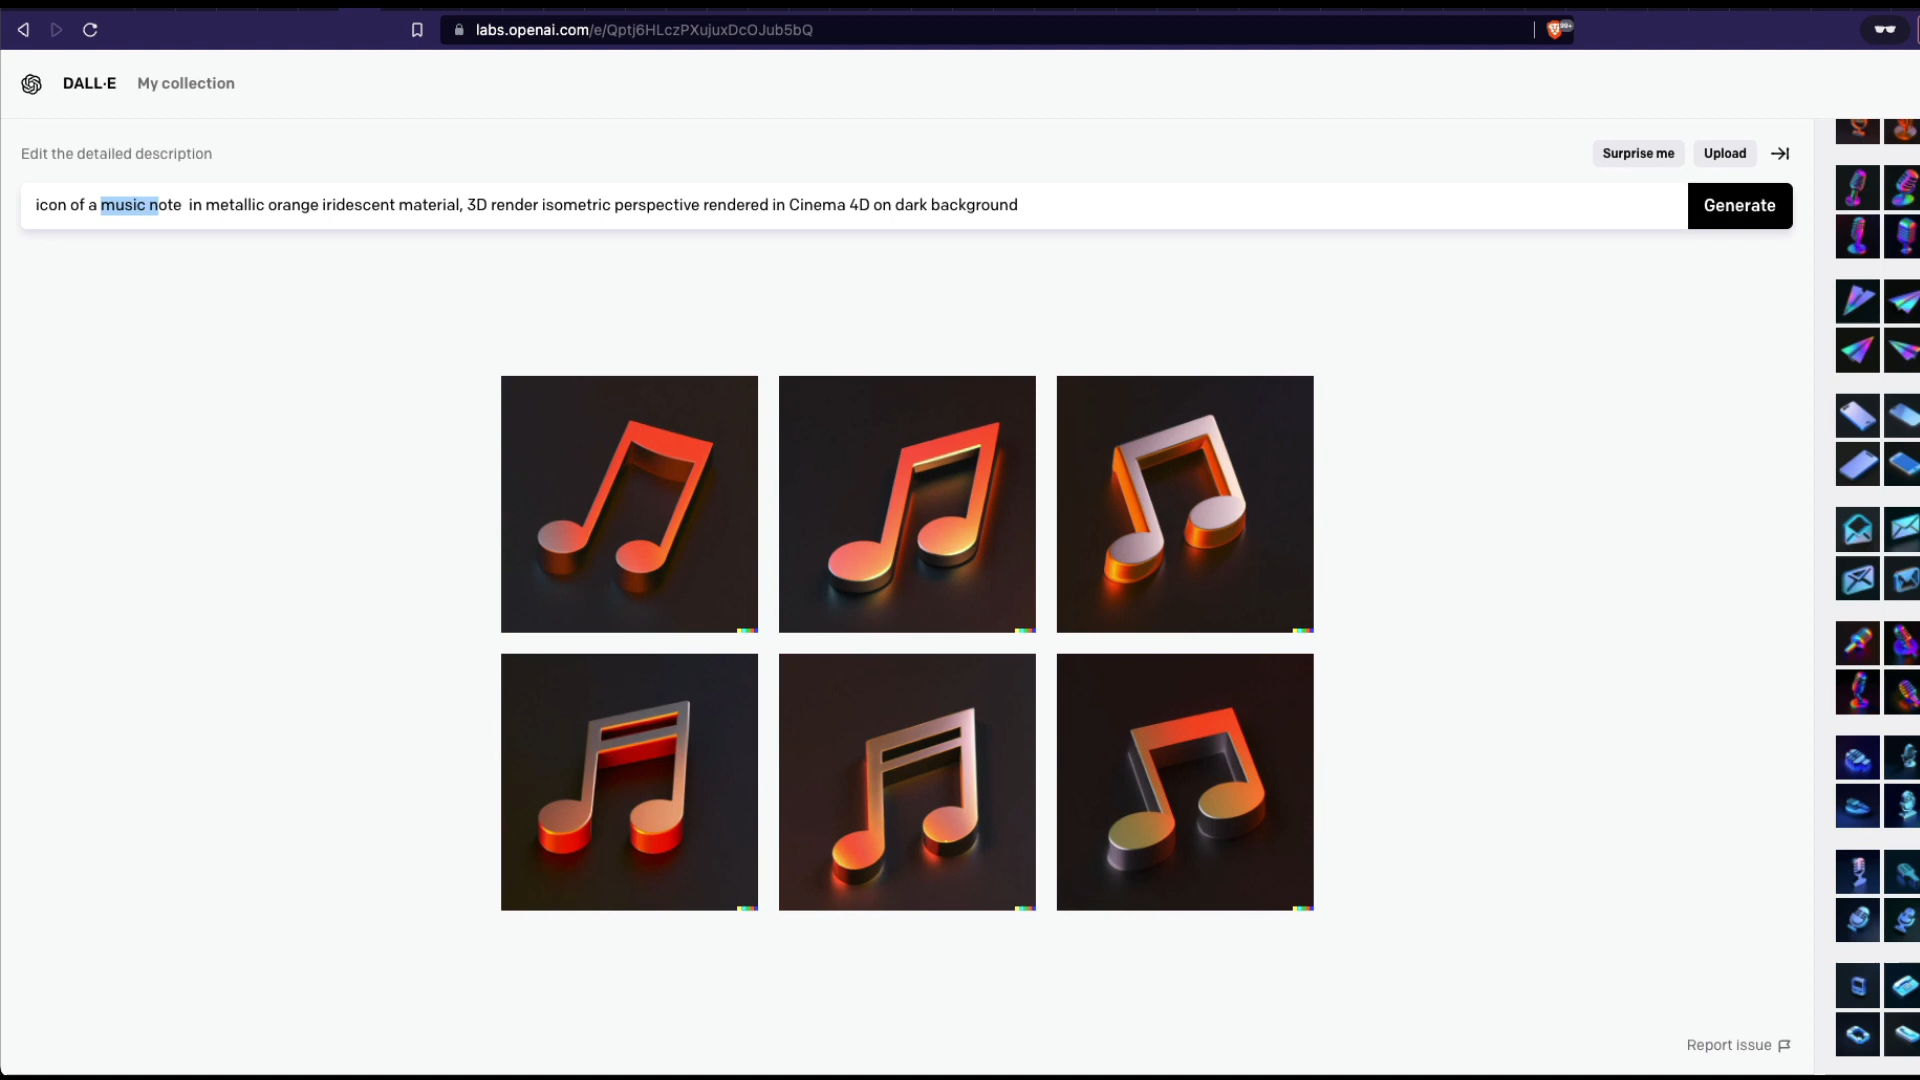 labs.openai.com/e/Qptj6HLczPXujuxDcOJub5bQ
99+
DALL·E My collection
Edit the detailed description
Surprise me
Upload
icon of a music note  in metallic orange iridescent material, 3D render isometric perspective rendered in Cinema 4D on dark background
Generate
Report issue